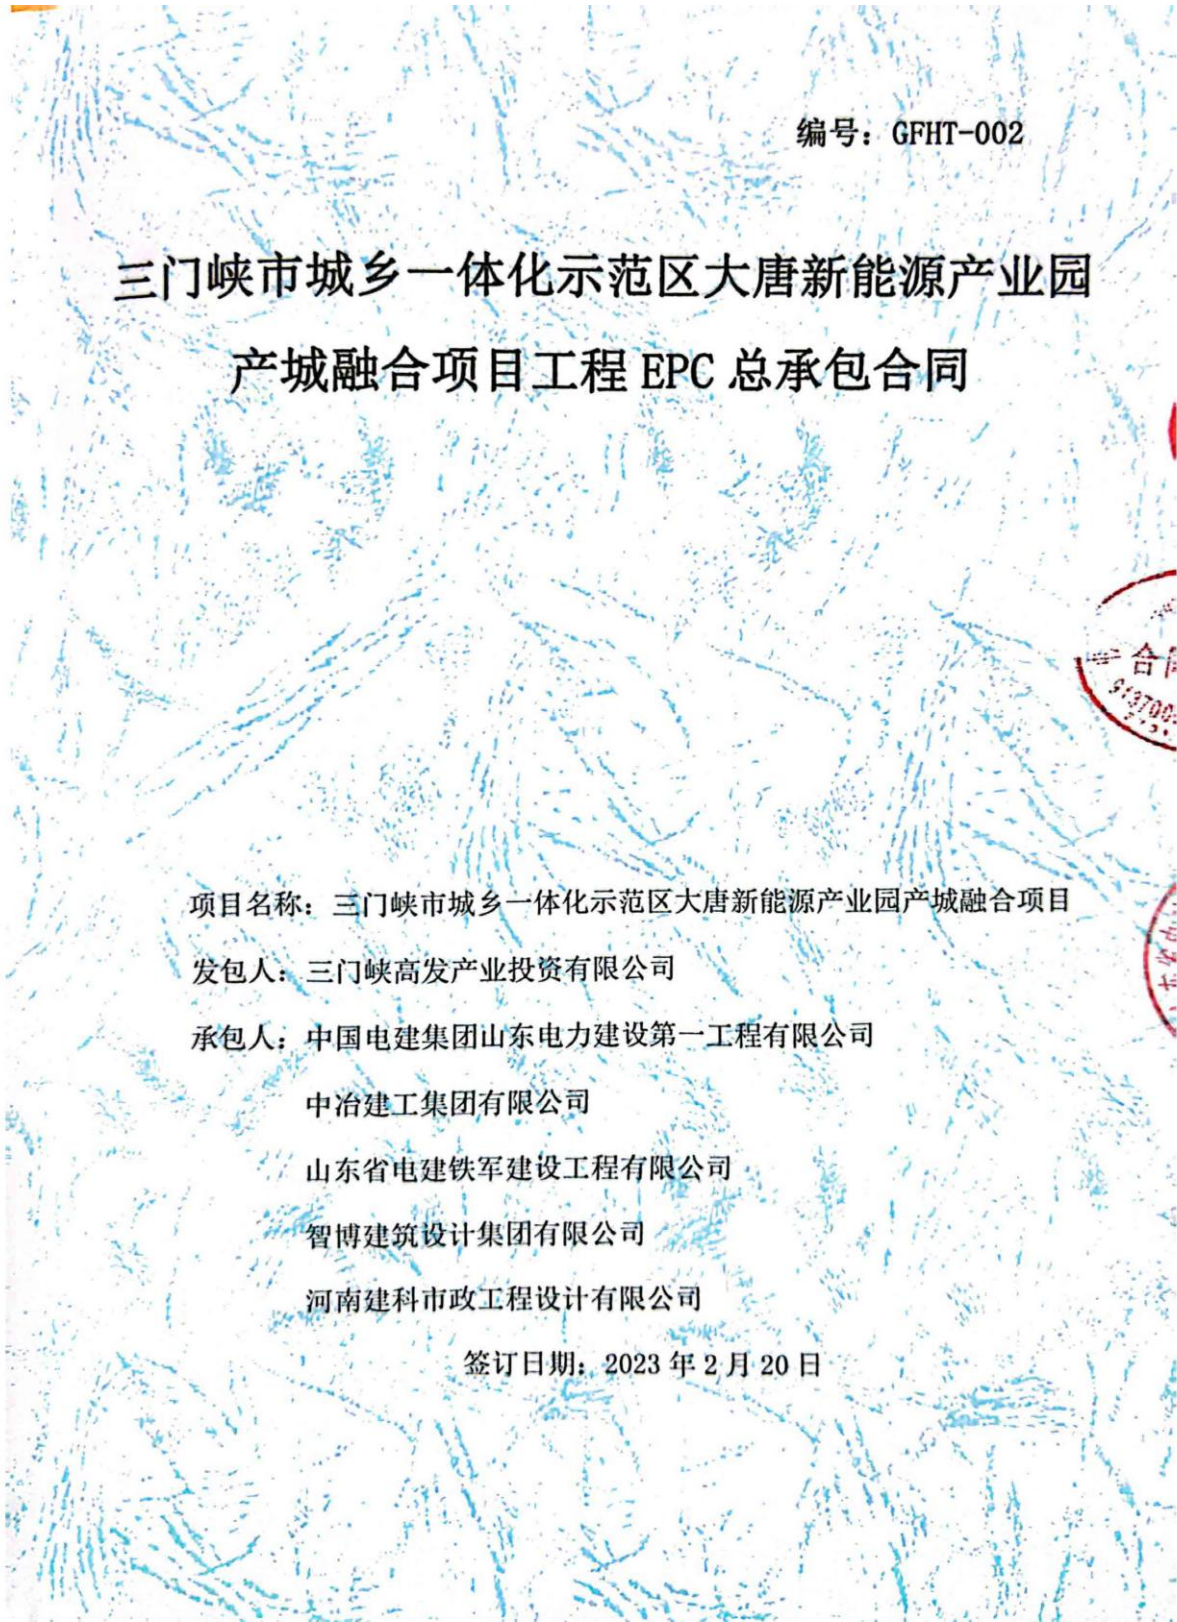 编号：GFHT-002
三门峡市城乡一体化示范区大唐新能源产业园
产城融合项目工程 EPC 总承包合同
合同
项目名称：三门峡市城乡一体化示范区大唐新能源产业园产城融合项目
发包人：三门峡高发产业投资有限公司
承包人：中国电建集团山东电力建设第一工程有限公司
中冶建工集团有限公司
山东省电建铁军建设工程有限公司
智博建筑设计集团有限公司
河南建科市政工程设计有限公司
签订日期：2023 年 2 月 20 日